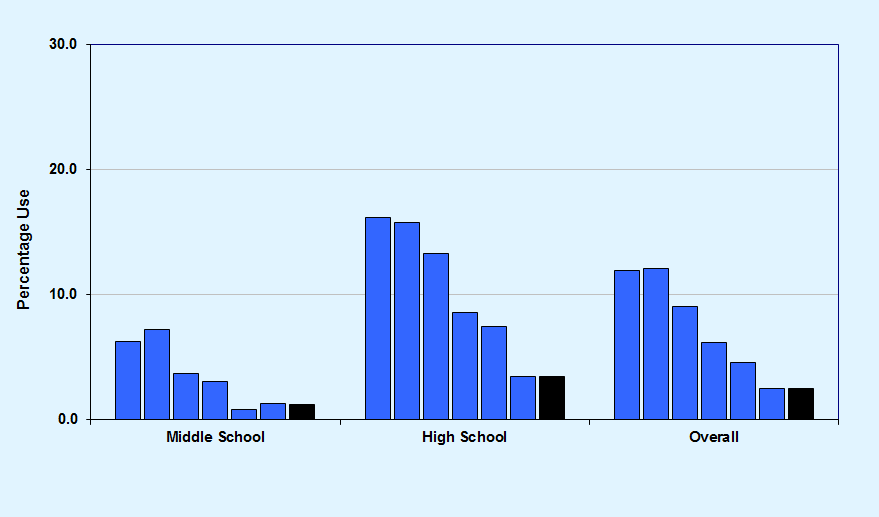 30.0
20.0
10.0
0.0
Percentage Use
Middle School
High School
Overall